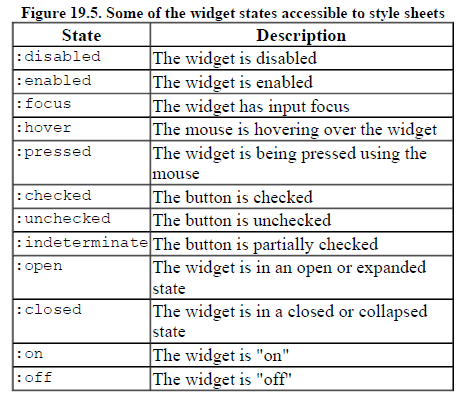 Figure 19.5. Some of the widget states accessible to style sheets
State Description
:disabled The widget is disabled
:enabled The widget is enabled
:focus The widget has input focus
:hover The mouse is hovering over the widget
:pressed The widget is being pressed using the
mouse
:checked The button is checked
:unchecked The button is unchecked
:indeterminate The button is partially checked
:open The widget is in an open or expanded
state
:closed The widget is in a closed or collapsed
state
:on The widget is "on"
:off The widget is "off"